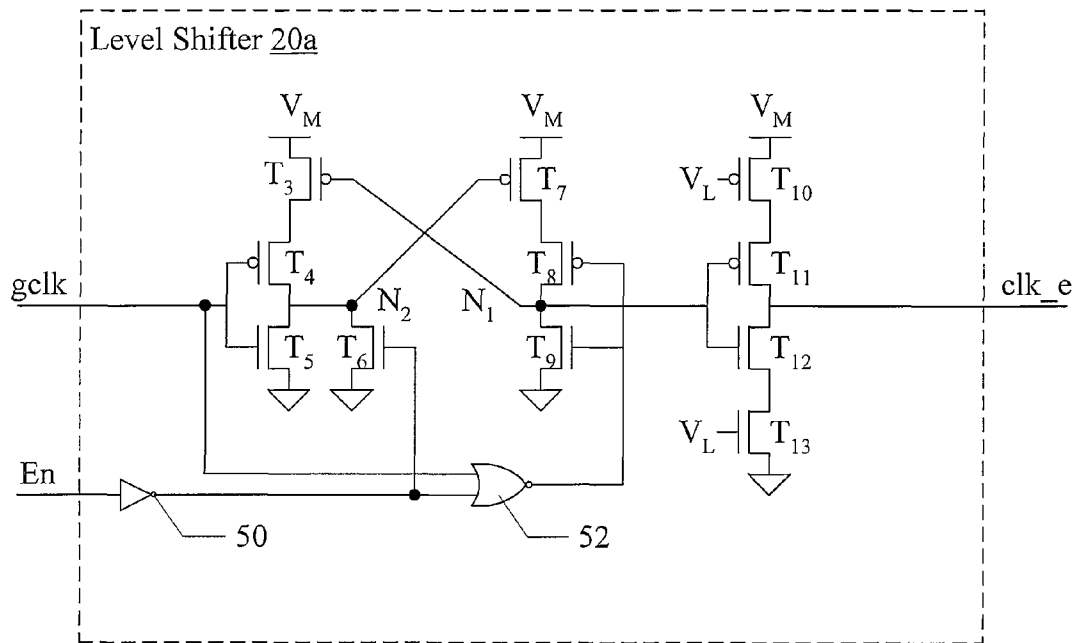 Level Shifter 20a
V_M V_M V_M
T_3 T_7 V_L T_10
T_4 T_8 T_11
gclk N_2 N_1 clk_e
T_5 T_6 T_9 T_12
V_L T_13
En
50 52